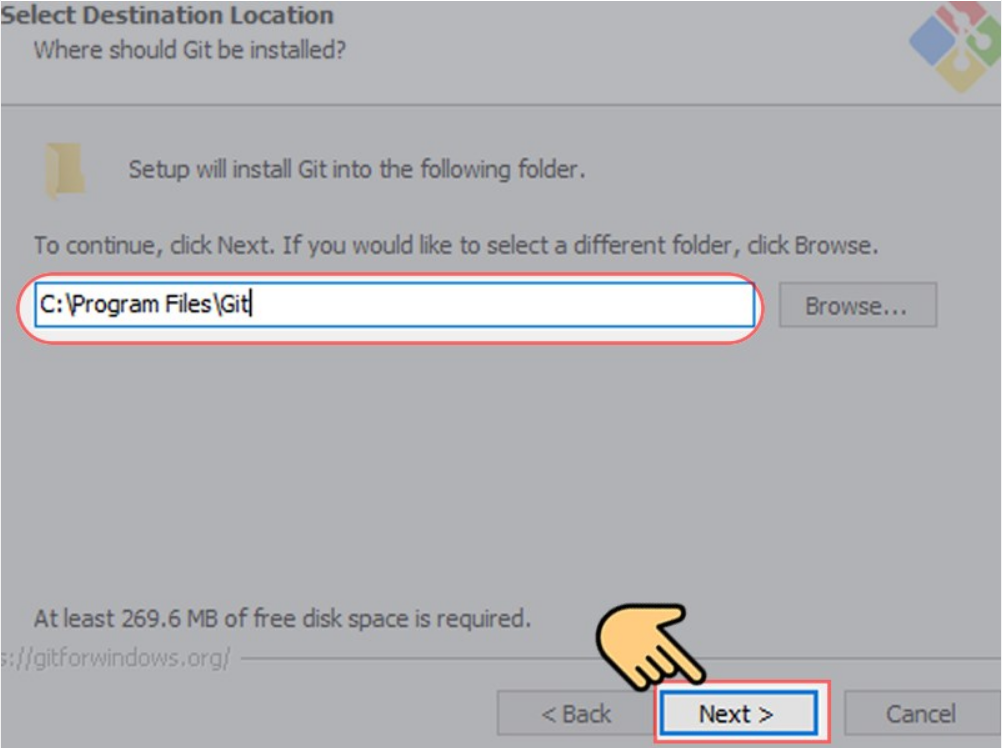 Select Destination Location
Where should Git be installed?
Setup will install Git into the following folder.
To continue, click Next. If you would like to select a different folder, click Browse.
C:\Program Files\Git
Browse...
At least 269.6 MB of free disk space is required.
s://gitforwindows.org/
< Back
Next >
Cancel